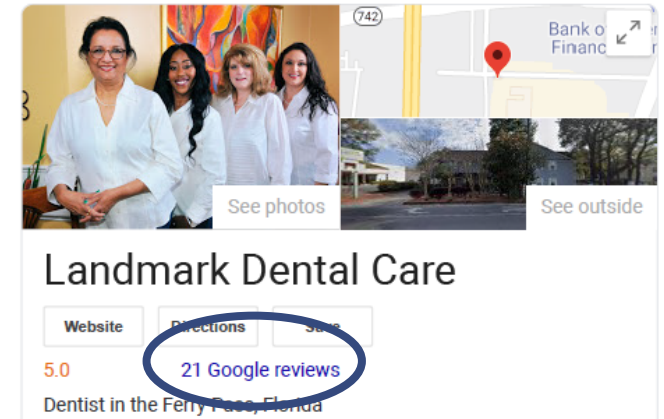 742
Bank o
Financ
r
See photos
See outside
Landmark Dental Care
Website
Directions
Save
5.0
21 Google reviews
Dentist in the Ferry Pass, Florida